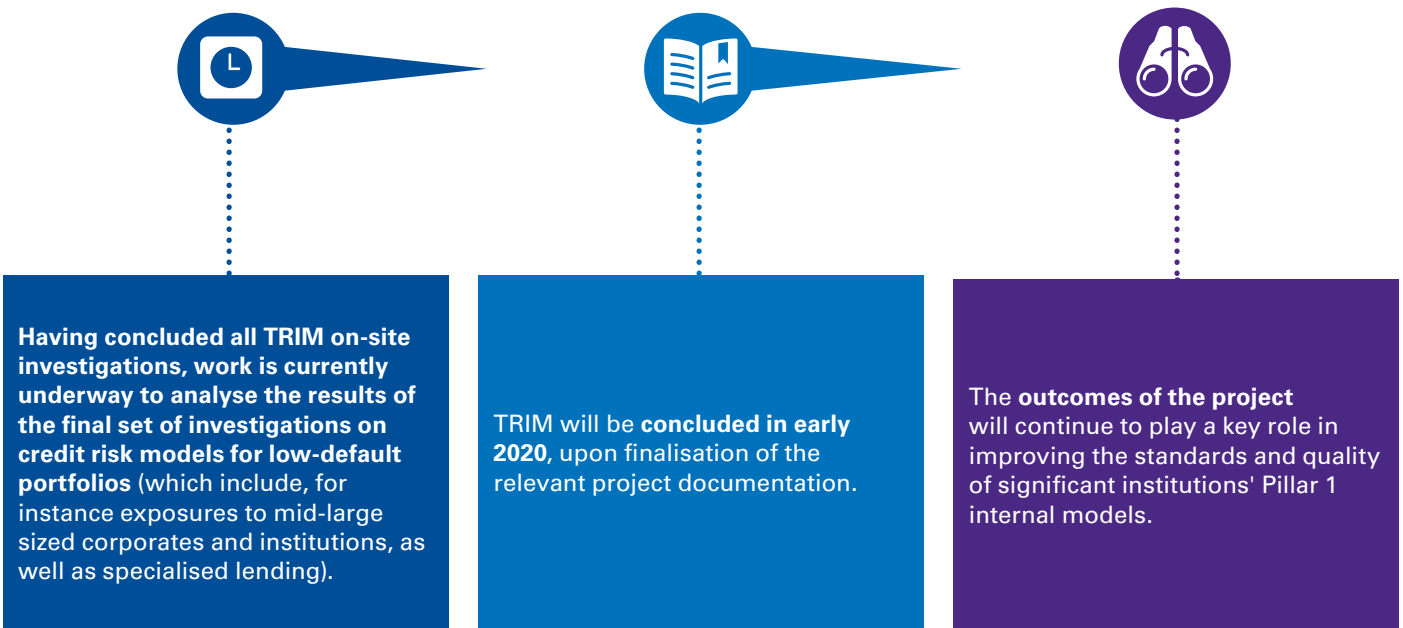 Having concluded all TRIM on-site
investigations, work is currently
underway to analyse the results of
the final set of investigations on
credit risk models for low-default
portfolios (which include, for
instance exposures to mid-large
sized corporates and institutions, as
well as specialised lending).
TRIM will be concluded in early
2020, upon finalisation of the
relevant project documentation.
The outcomes of the project
will continue to play a key role in
improving the standards and quality
of significant institutions' Pillar 1
internal models.